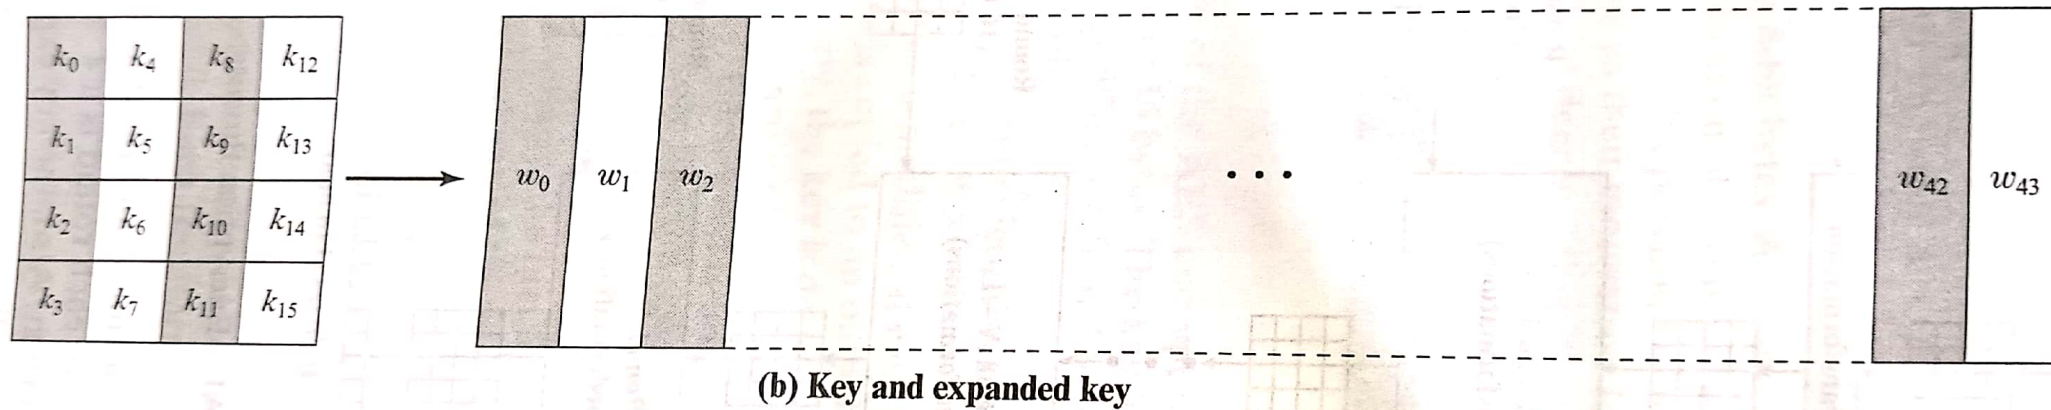 k0 k4 k8 k12
k1 k5 k9 k13
k2 k6 k10 k14
k3 k7 k11 k15
w0 w1 w2 • • • w42 w43
(b) Key and expanded key